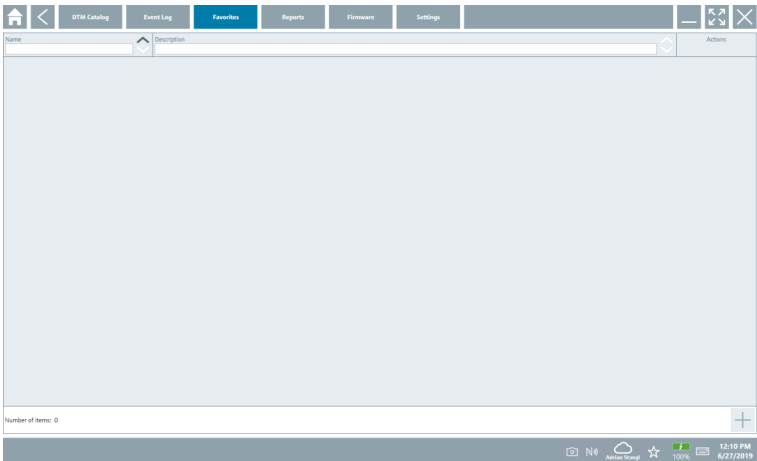 DTM Catalog
Event Log
Favorites
Reports
Firmware
Settings
Name
Description
Actions
Number of items: 0
Adrian Stangl
100%
12:10 PM
6/27/2019